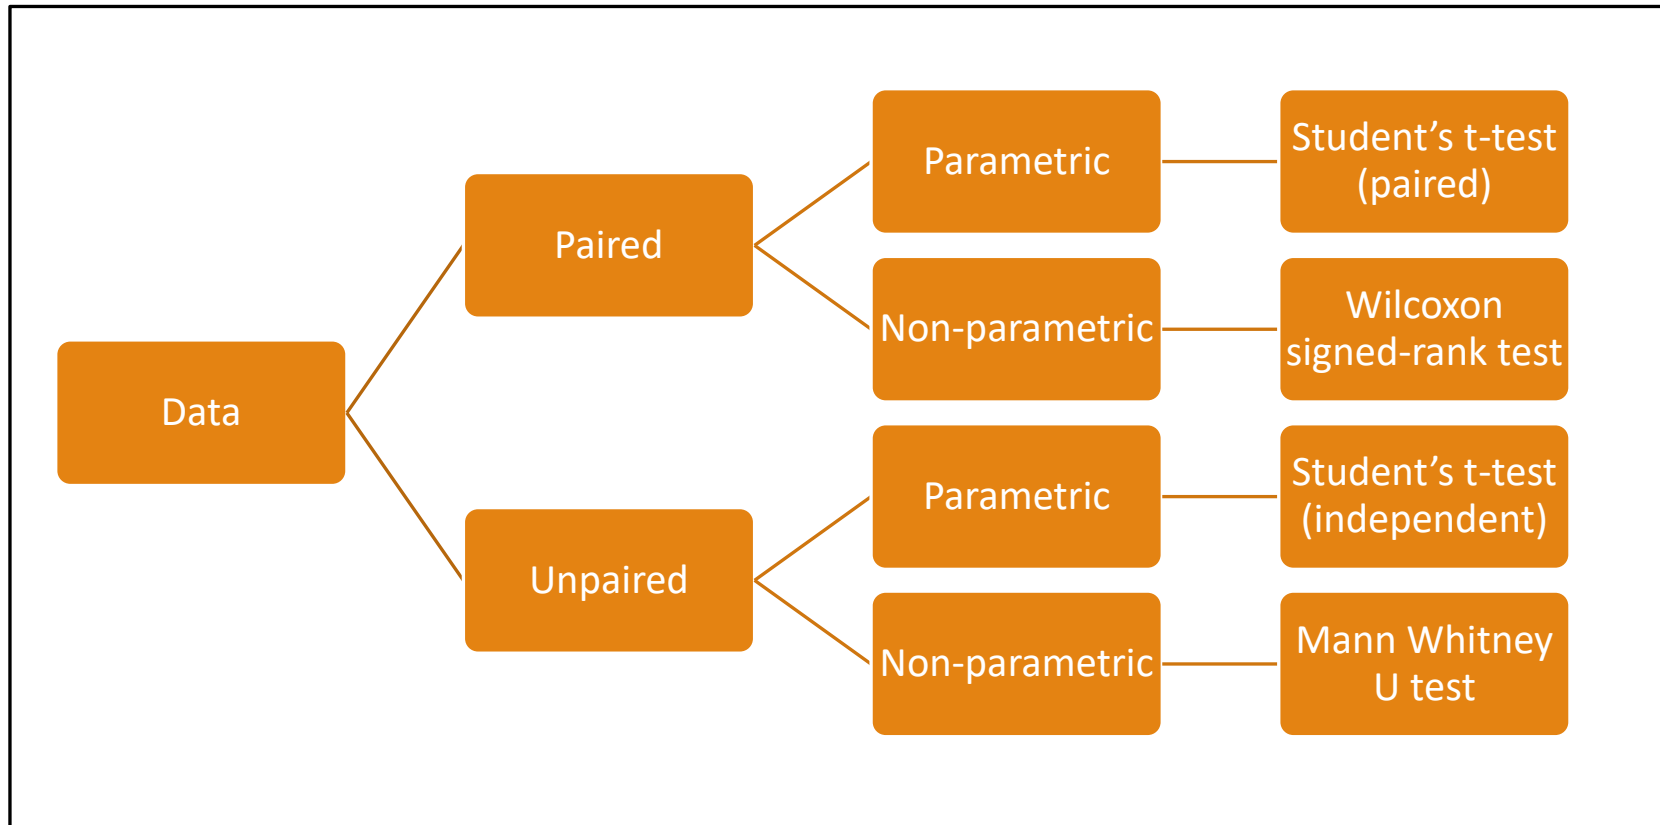 Data
Paired
Unpaired
Parametric
Non-parametric
Parametric
Non-parametric
Student’s t-test
(paired)
Wilcoxon
signed-rank test
Student’s t-test
(independent)
Mann Whitney
U test